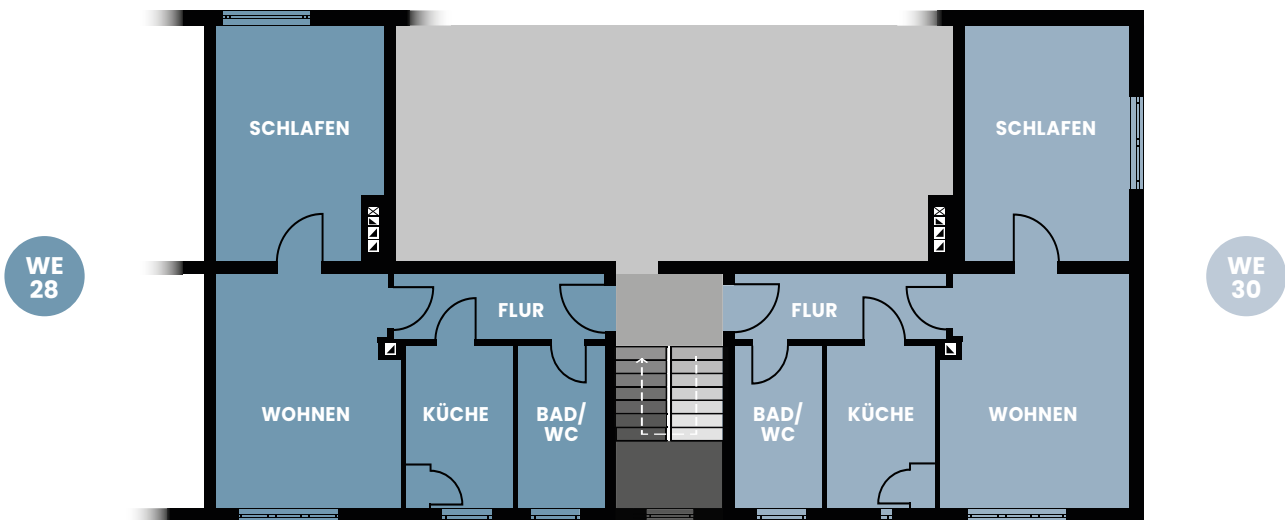 SCHLAFEN
SCHLAFEN
WE
28
WE
30
FLUR
FLUR
WOHNEN
KÜCHE
BAD/
WC
BAD/
WC
KÜCHE
WOHNEN